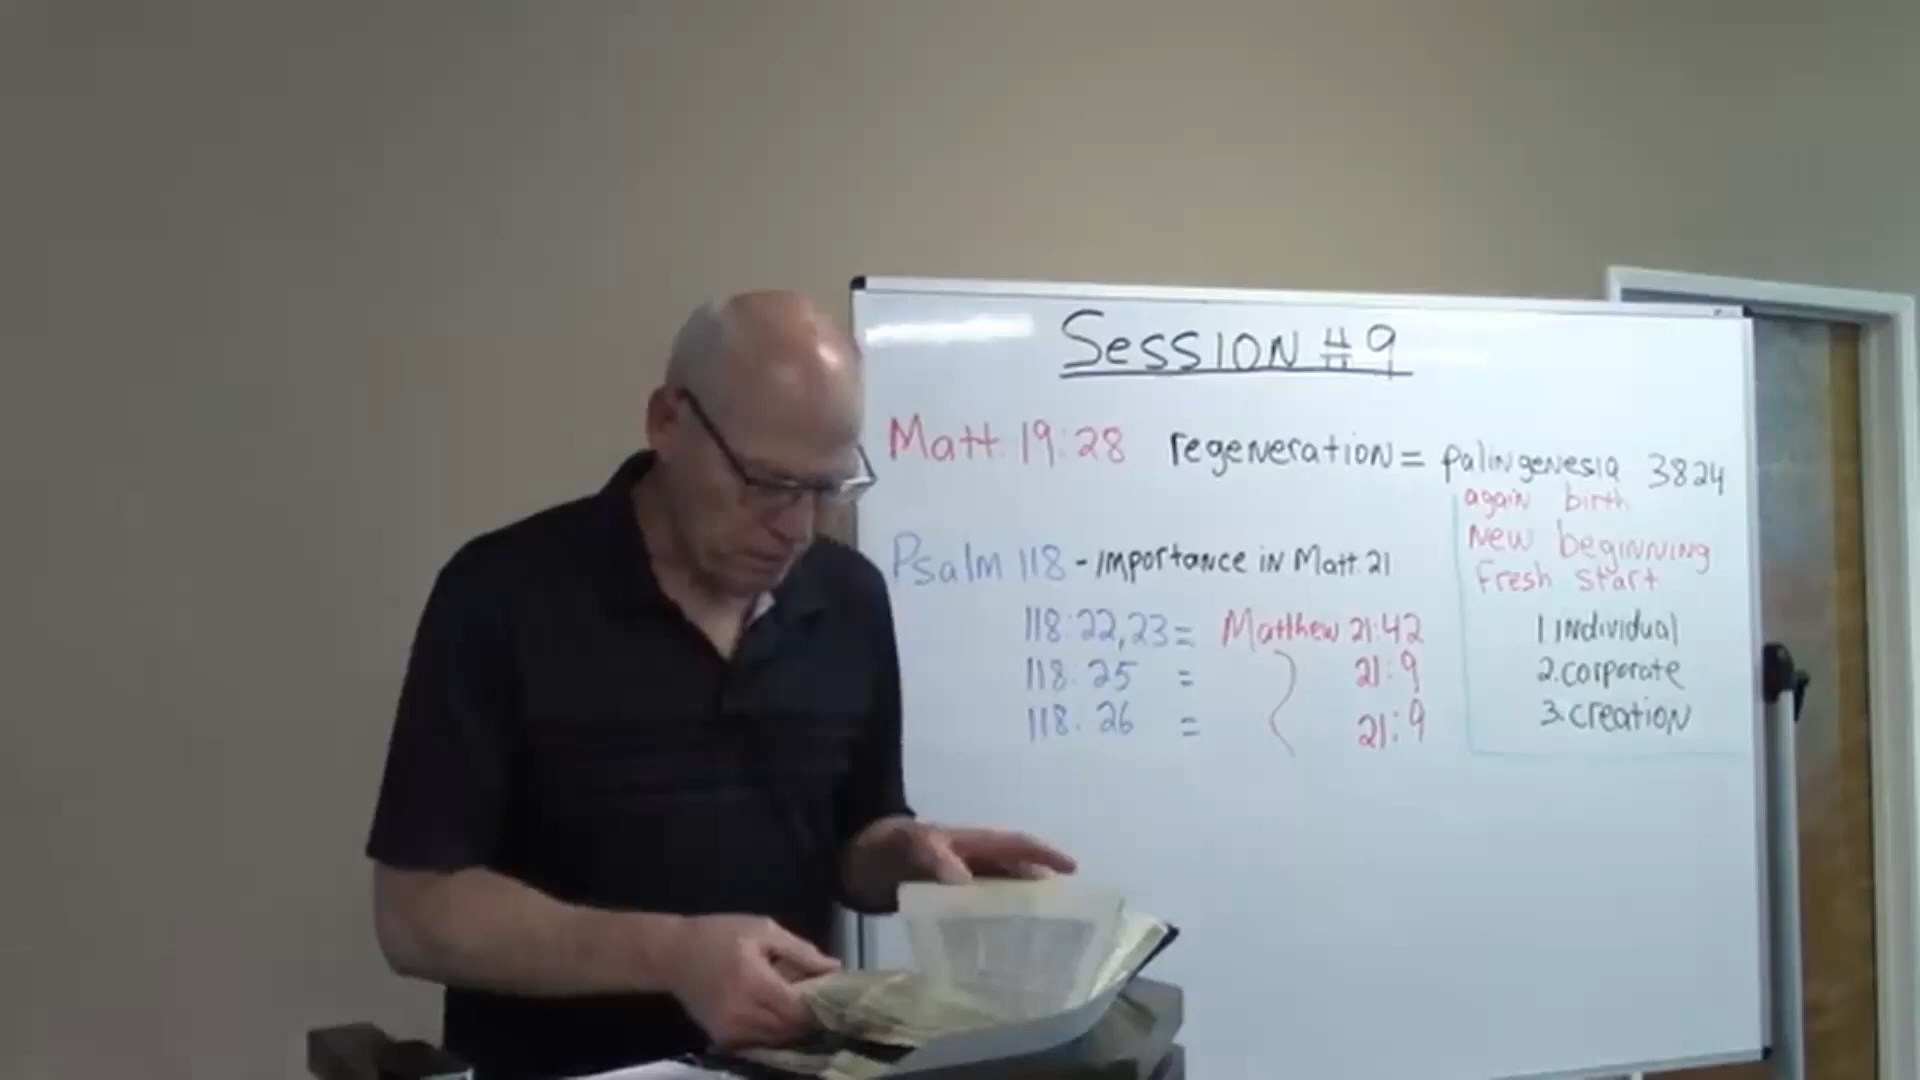 SeSSION #9
Matt. 19:28 regeneration = palingenesia 3824
again birth
New beginning
Fresh start
Psalm 118 - importance in Matt. 21
118:22,23 = Matthew 21:42
118:25 = 21:9
118:26 = 21:9
1 individual
2. corporate
3. creation